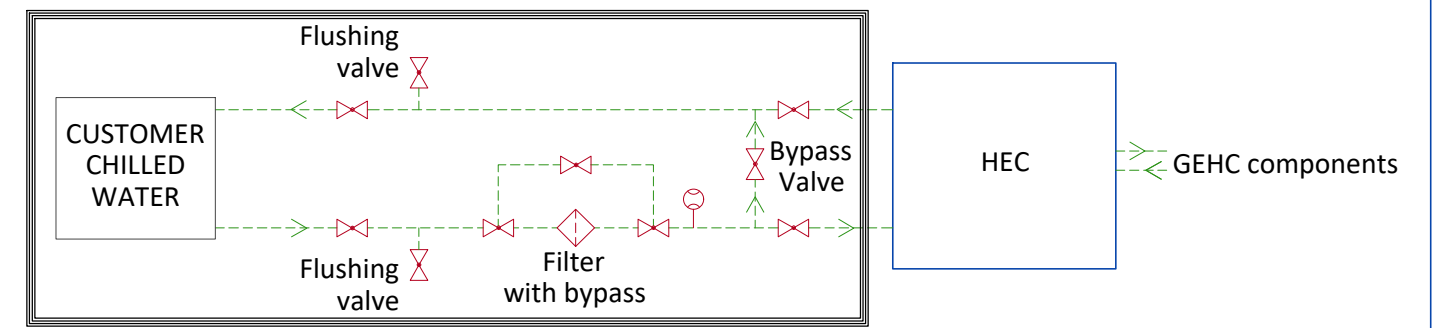 Flushing
valve
CUSTOMER
CHILLED
WATER
Bypass
Valve
HEC
GEHC components
Flushing
valve
Filter
with bypass